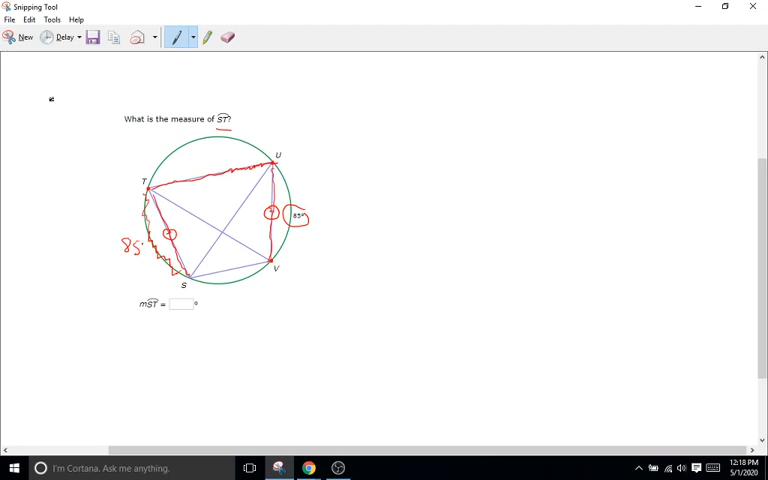 Snipping Tool
File Edit Tools Help
New Delay
What is the measure of ST?
U
T
85°
85°
V
S
mST = °
I'm Cortana. Ask me anything.
12:18 PM
5/1/2020